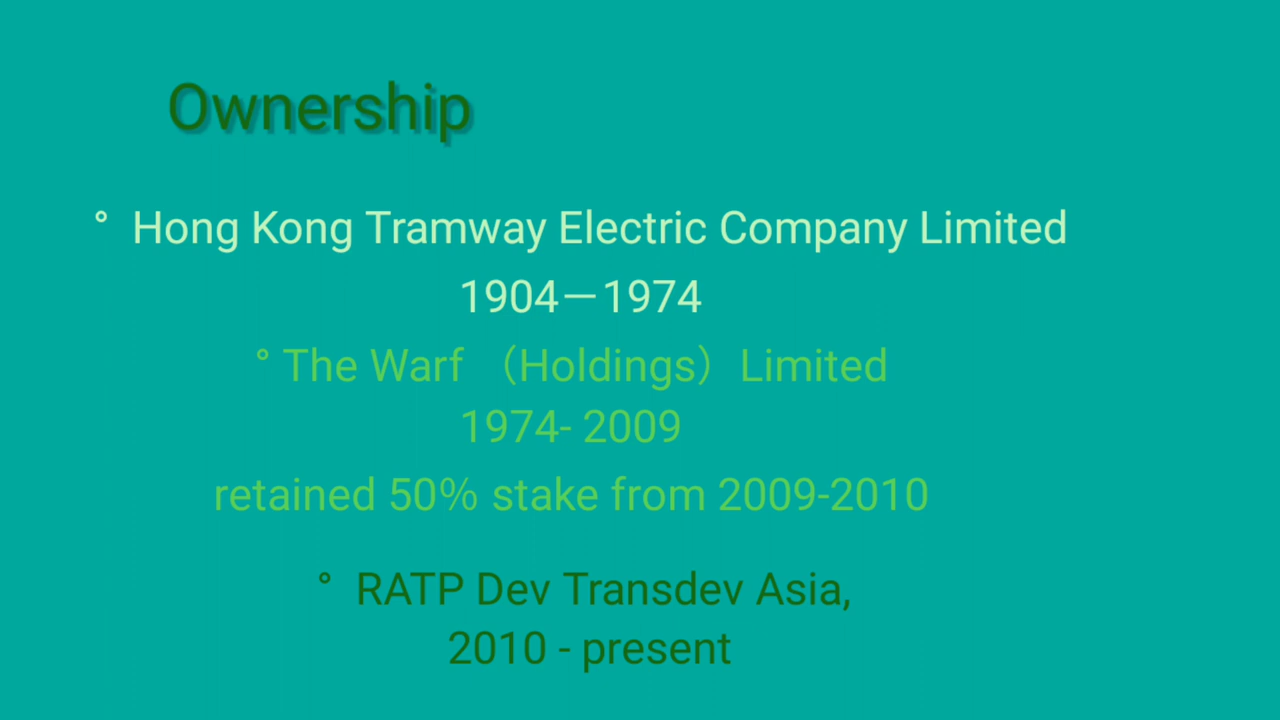 Ownership
° Hong Kong Tramway Electric Company Limited
1904—1974
° The Warf （Holdings）Limited
1974- 2009
retained 50% stake from 2009-2010
° RATP Dev Transdev Asia,
2010 - present